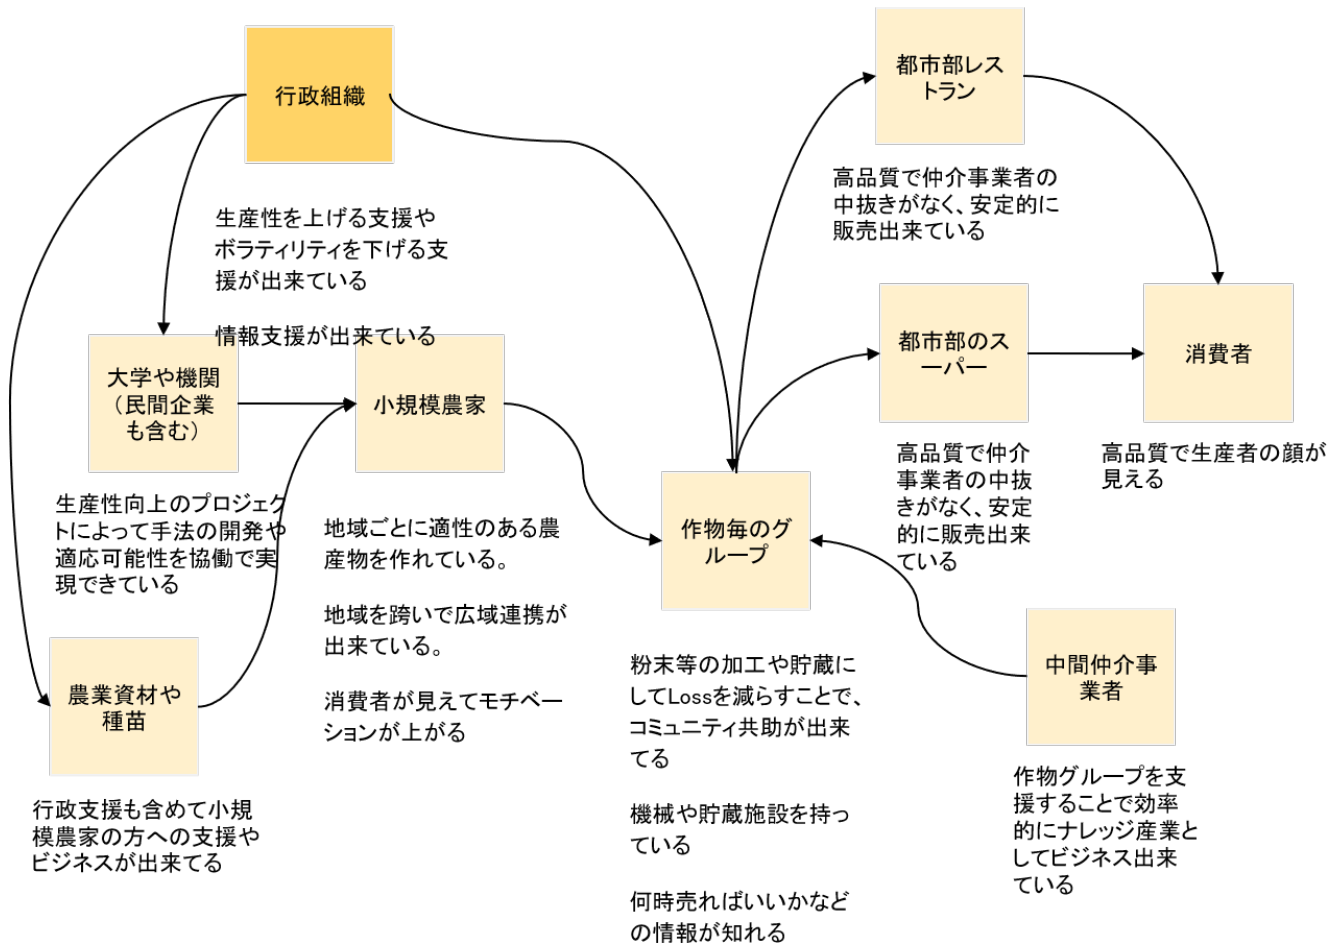 行政組織
生産性を上げる支援や
ボラティリティを下げる支
援が出来ている
情報支援が出来ている
大学や機関
（民間企業
も含む）
生産性向上のプロジェク
トによって手法の開発や
適応可能性を協働で実
現できている
農業資材や
種苗
行政支援も含めて小規
模農家の方への支援や
ビジネスが出来てる
小規模農家
地域ごとに適性のある農
産物を作れている。
地域を跨いで広域連携が
出来ている。
消費者が見えてモチベー
ションが上がる
作物毎のグ
ループ
粉末等の加工や貯蔵に
してLossを減らすことで、
コミュニティ共助が出来
てる
機械や貯蔵施設を持っ
ている
何時売ればいいかなど
の情報が知れる
都市部レス
トラン
高品質で仲介事業者の
中抜きがなく、安定的に
販売出来ている
都市部のス
ーパー
高品質で仲介
事業者の中抜
きがなく、安定
的に販売出来
ている
消費者
高品質で生産者の顔が
見える
中間仲介事
業者
作物グループを支
援することで効率
的にナレッジ産業と
してビジネス出来
ている